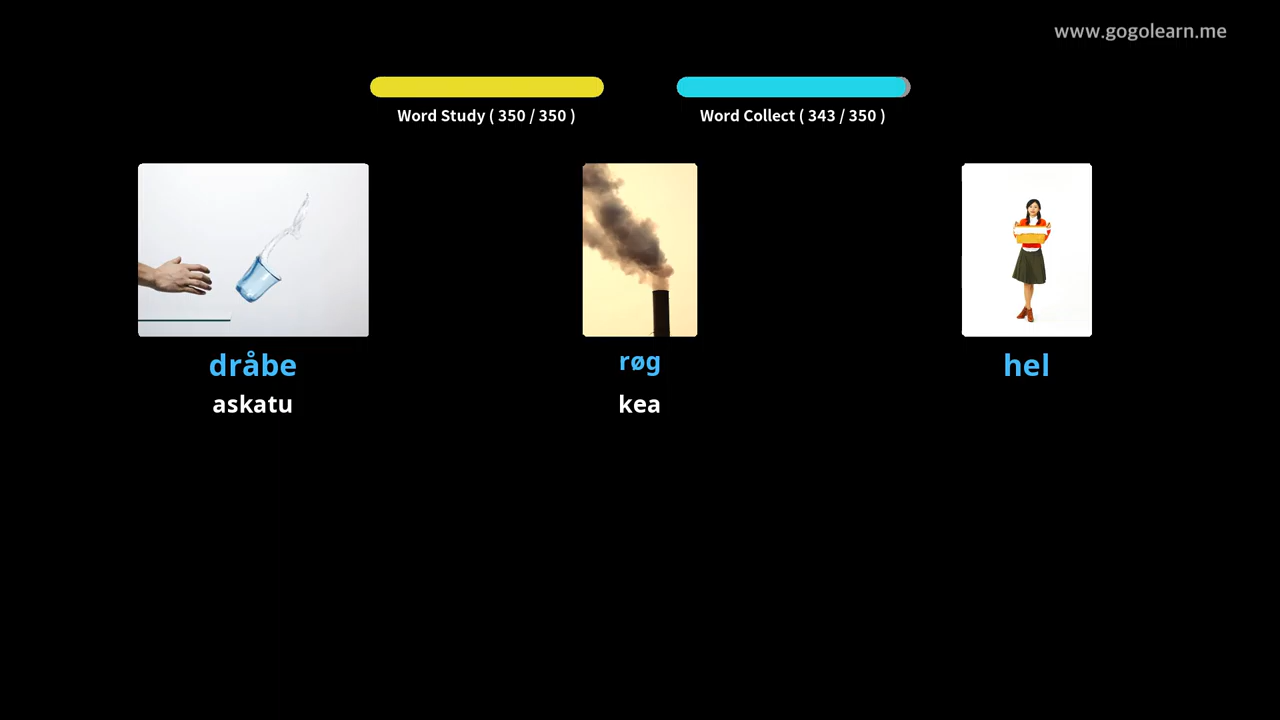 www.gogolearn.me
Word Study ( 350 / 350 )
Word Collect ( 343 / 350 )
dråbe
askatu
røg
kea
hel